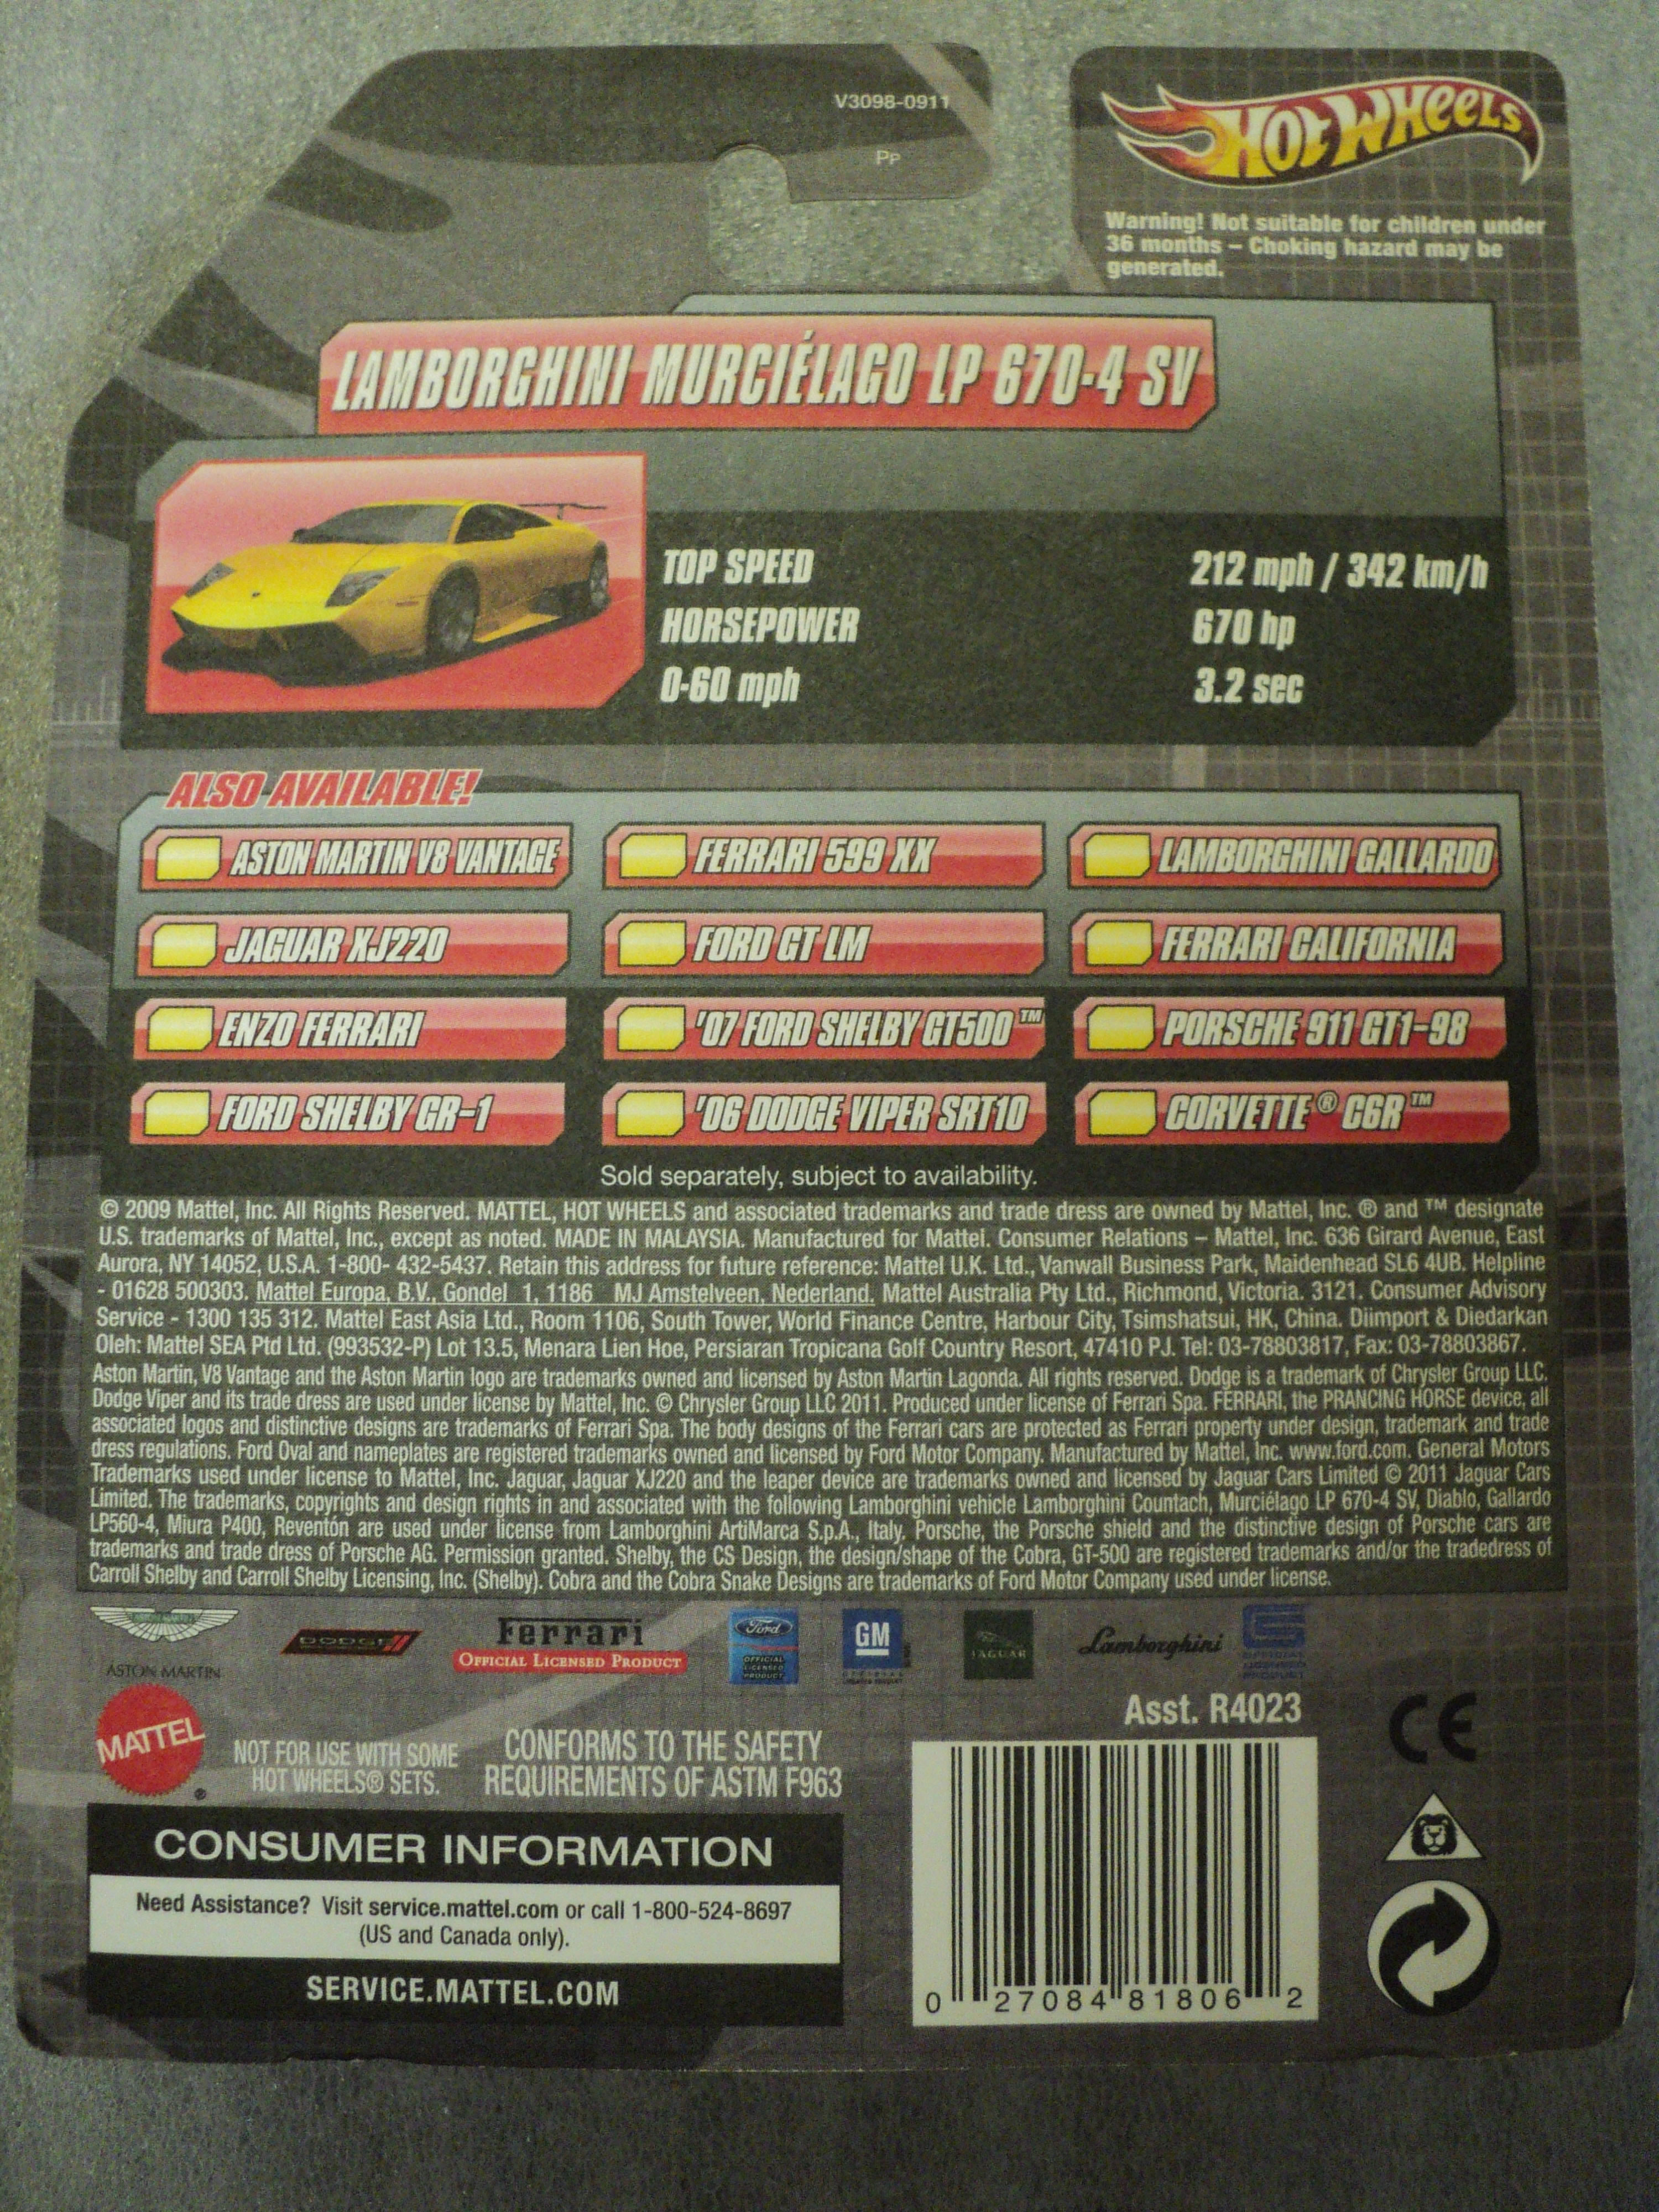 V3098-0911
Pp
HOT WHEELS
Warning! Not suitable for children under
36 months – Choking hazard may be
generated.
LAMBORGHINI MURCIÉLAGO LP 670-4 SV
TOP SPEED 212 mph / 342 km/h
HORSEPOWER 670 hp
0-60 mph 3.2 sec
ALSO AVAILABLE!
ASTON MARTIN V8 VANTAGE FERRARI 599 XX LAMBORGHINI GALLARDO
JAGUAR XJ220 FORD GT LM FERRARI CALIFORNIA
ENZO FERRARI '07 FORD SHELBY GT500™ PORSCHE 911 GT1-98
FORD SHELBY GR-1 '06 DODGE VIPER SRT10 CORVETTE® C6R™
Sold separately, subject to availability.
© 2009 Mattel, Inc. All Rights Reserved. MATTEL, HOT WHEELS and associated trademarks and trade dress are owned by Mattel, Inc. ® and ™ designate
U.S. trademarks of Mattel, Inc., except as noted. MADE IN MALAYSIA. Manufactured for Mattel. Consumer Relations – Mattel, Inc. 636 Girard Avenue, East
Aurora, NY 14052, U.S.A. 1-800- 432-5437. Retain this address for future reference: Mattel U.K. Ltd., Vanwall Business Park, Maidenhead SL6 4UB. Helpline
- 01628 500303. Mattel Europa, B.V., Gondel 1, 1186 MJ Amstelveen, Nederland. Mattel Australia Pty Ltd., Richmond, Victoria. 3121. Consumer Advisory
Service - 1300 135 312. Mattel East Asia Ltd., Room 1106, South Tower, World Finance Centre, Harbour City, Tsimshatsui, HK, China. Diimport & Diedarkan
Oleh: Mattel SEA Ptd Ltd. (993532-P) Lot 13.5, Menara Lien Hoe, Persiaran Tropicana Golf Country Resort, 47410 PJ. Tel: 03-78803817, Fax: 03-78803867.
Aston Martin, V8 Vantage and the Aston Martin logo are trademarks owned and licensed by Aston Martin Lagonda. All rights reserved. Dodge is a trademark of Chrysler Group LLC.
Dodge Viper and its trade dress are used under license by Mattel, Inc. © Chrysler Group LLC 2011. Produced under license of Ferrari Spa. FERRARI, the PRANCING HORSE device, all
associated logos and distinctive designs are trademarks of Ferrari Spa. The body designs of the Ferrari cars are protected as Ferrari property under design, trademark and trade
dress regulations. Ford Oval and nameplates are registered trademarks owned and licensed by Ford Motor Company. Manufactured by Mattel, Inc. www.ford.com. General Motors
Trademarks used under license to Mattel, Inc. Jaguar, Jaguar XJ220 and the leaper device are trademarks owned and licensed by Jaguar Cars Limited © 2011 Jaguar Cars
Limited. The trademarks, copyrights and design rights in and associated with the following Lamborghini vehicle Lamborghini Countach, Murciélago LP 670-4 SV, Diablo, Gallardo
LP560-4, Miura P400, Reventón are used under license from Lamborghini ArtiMarca S.p.A., Italy. Porsche, the Porsche shield and the distinctive design of Porsche cars are
trademarks and trade dress of Porsche AG. Permission granted. Shelby, the CS Design, the design/shape of the Cobra, GT-500 are registered trademarks and/or the tradedress of
Carroll Shelby and Carroll Shelby Licensing, Inc. (Shelby). Cobra and the Cobra Snake Designs are trademarks of Ford Motor Company used under license.
ASTON MARTIN
ASTON MARTIN
DODGE
Ferrari
OFFICIAL LICENSED PRODUCT
Ford
OFFICIAL
LICENSED
PRODUCT
GM
OFFICIAL
JAGUAR
Lamborghini
OFFICIAL
LICENSED
PRODUCT
MATTEL®
NOT FOR USE WITH SOME
HOT WHEELS® SETS.
CONFORMS TO THE SAFETY
REQUIREMENTS OF ASTM F963
Asst. R4023
CE
CONSUMER INFORMATION
Need Assistance? Visit service.mattel.com or call 1-800-524-8697
(US and Canada only).
SERVICE.MATTEL.COM
0 27084 81806 2